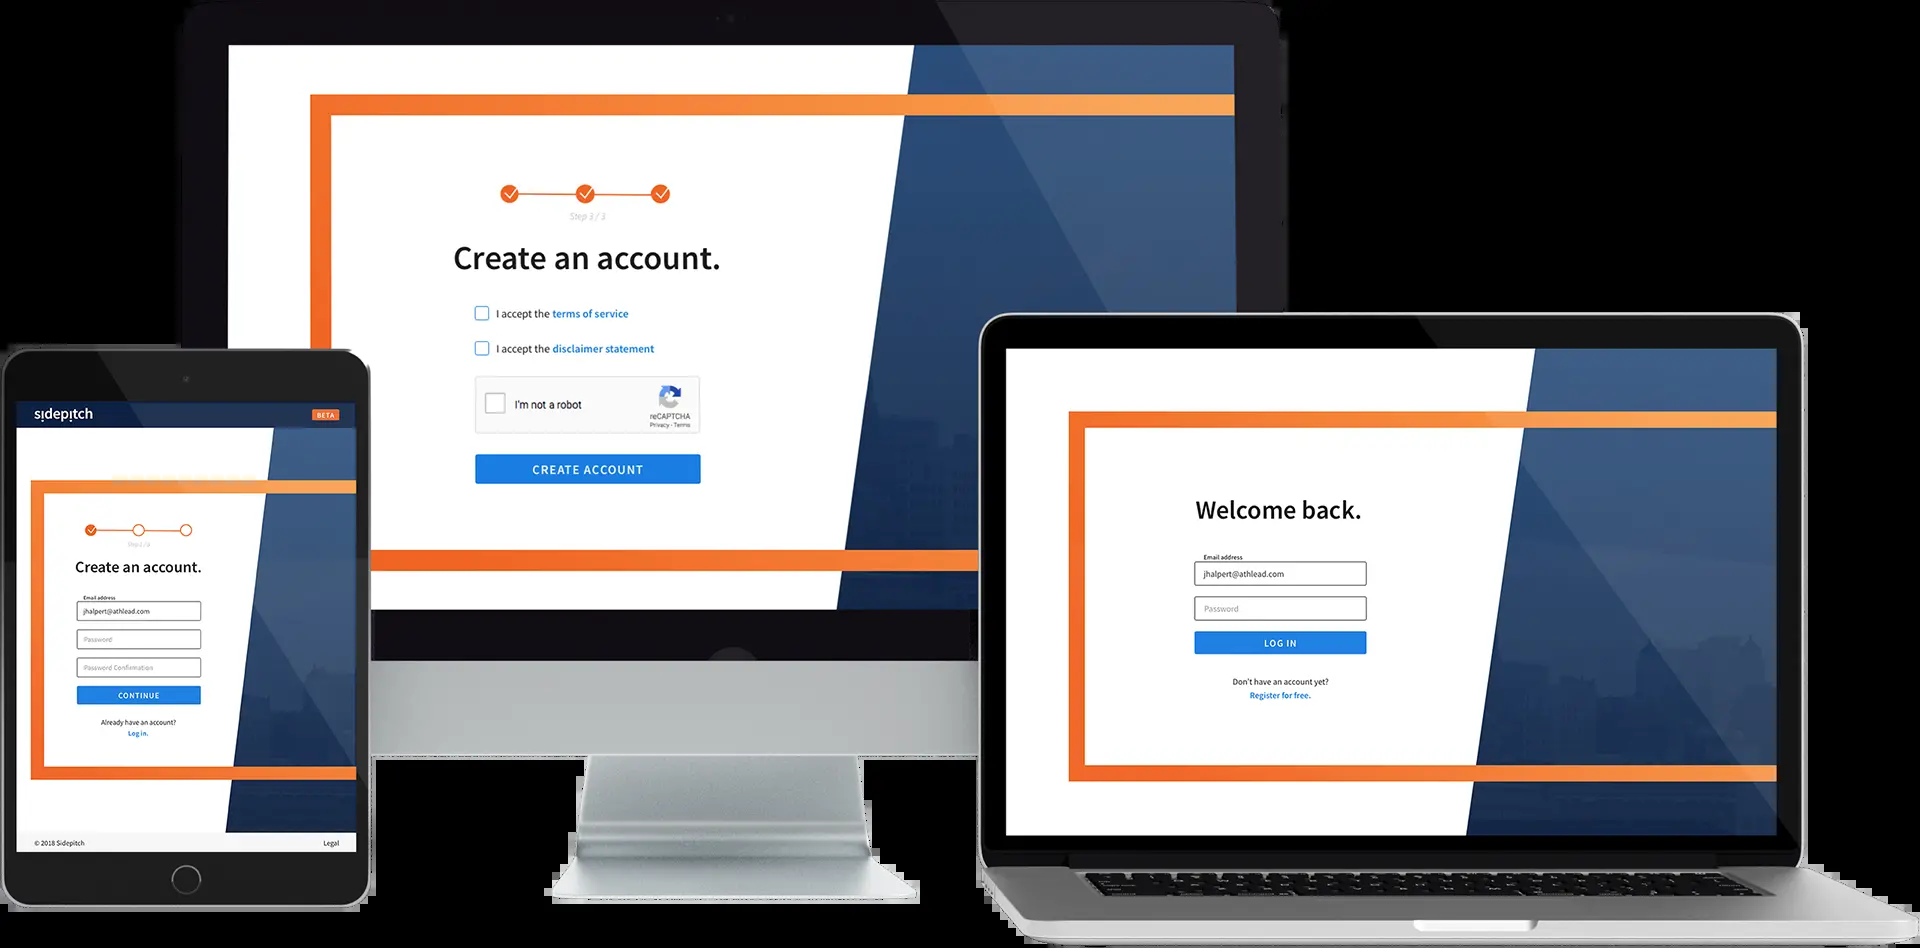 Step 3 / 3
Create an account.
I accept the terms of service
I accept the disclaimer statement
I'm not a robot
reCAPTCHA
Privacy - Terms
CREATE ACCOUNT
sidepitch
BETA
Create an account.
Email address
jhalpert@athlead.com
Password
Password Confirmation
CONTINUE
Already have an account?
Log in.
© 2018 Sidepitch
Legal
Welcome back.
Email address
jhalpert@athlead.com
Password
LOG IN
Don't have an account yet?
Register for free.